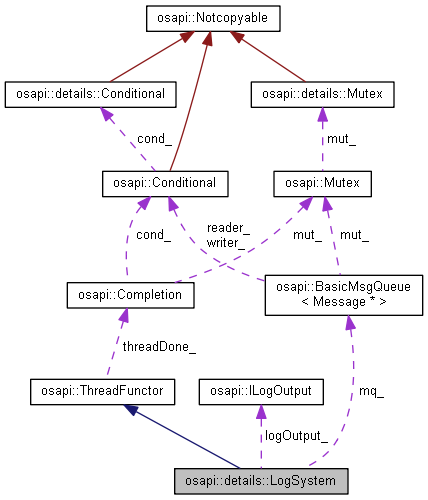 osapi::Notcopyable
osapi::details::Conditional
osapi::details::Mutex
cond_
mut_
osapi::Conditional
osapi::Mutex
cond_
reader_
writer_
mut_
mut_
osapi::Completion
osapi::BasicMsgQueue
< Message * >
threadDone_
osapi::ThreadFunctor
osapi::ILogOutput
mq_
logOutput_
osapi::details::LogSystem